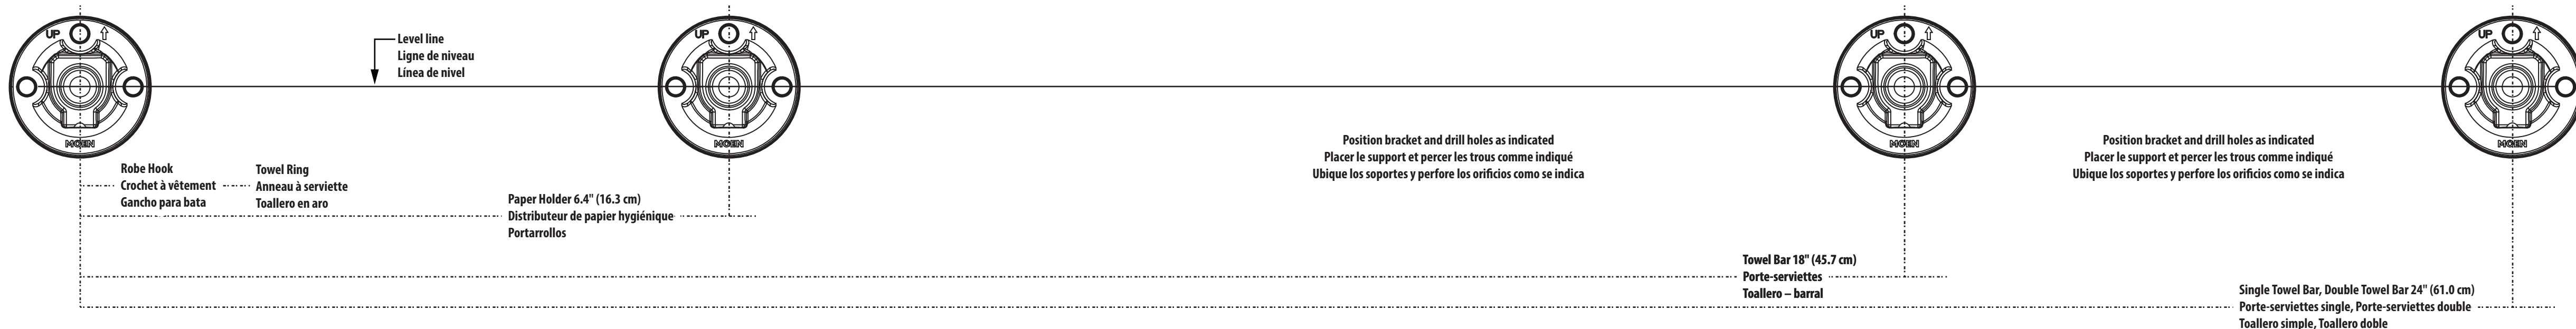 UP
UP
UP
UP
Level line
Ligne de niveau
Línea de nivel
MOEN
MOEN
MOEN
MOEN
Position bracket and drill holes as indicated
Placer le support et percer les trous comme indiqué
Ubique los soportes y perfore los orificios como se indica
Position bracket and drill holes as indicated
Placer le support et percer les trous comme indiqué
Ubique los soportes y perfore los orificios como se indica
Robe Hook
Crochet à vêtement
Gancho para bata
Towel Ring
Anneau à serviette
Toallero en aro
Paper Holder 6.4" (16.3 cm)
Distributeur de papier hygiénique
Portarrollos
Towel Bar 18" (45.7 cm)
Porte-serviettes
Toallero – barral
Single Towel Bar, Double Towel Bar 24" (61.0 cm)
Porte-serviettes single, Porte-serviettes double
Toallero simple, Toallero doble